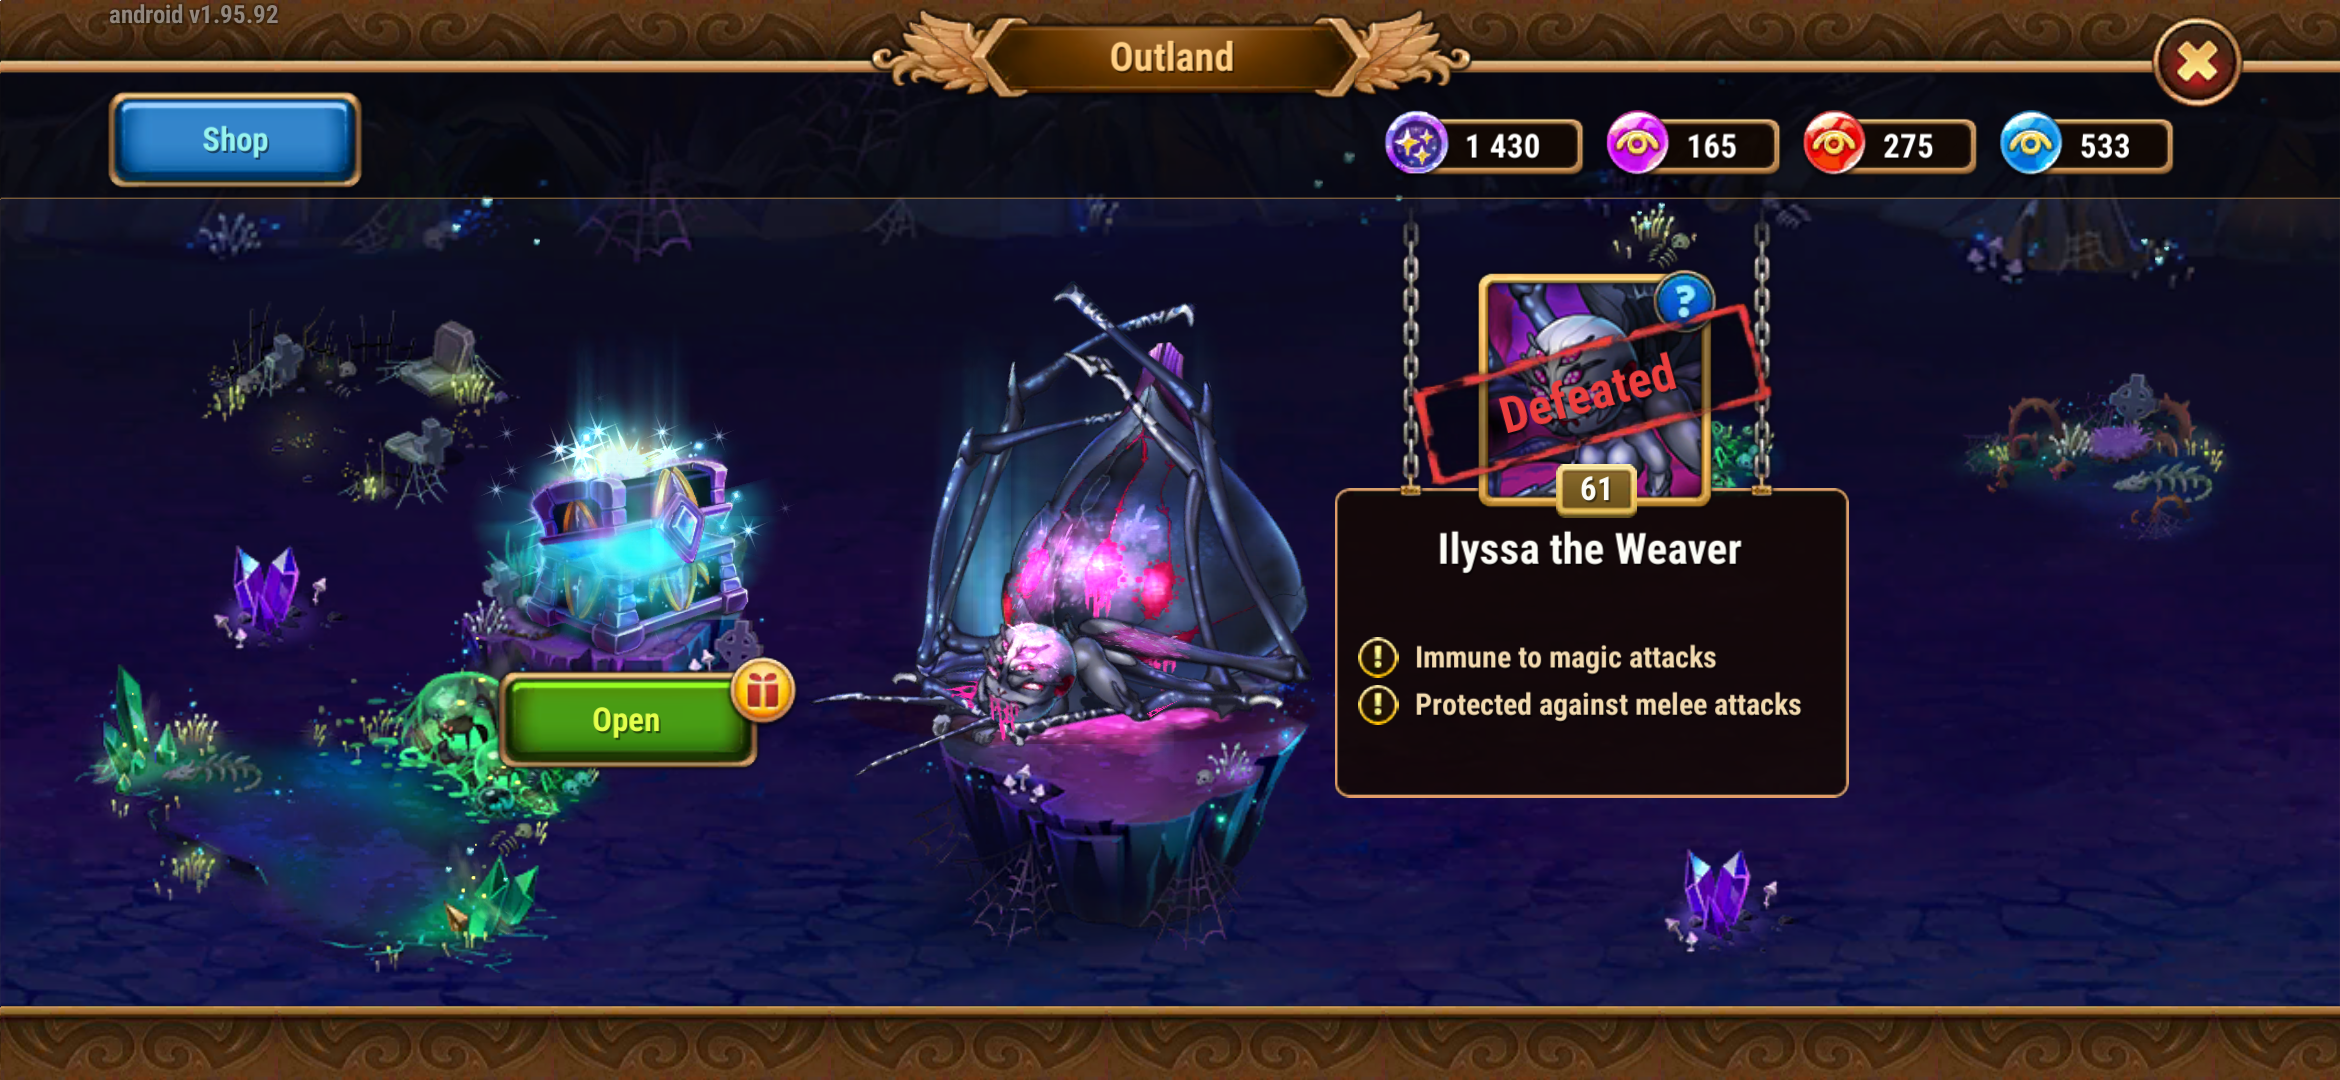 android v1.95.92
Outland
Shop
1 430
165
275
533
?
Defeated
61
Ilyssa the Weaver
! Immune to magic attacks
! Protected against melee attacks
Open